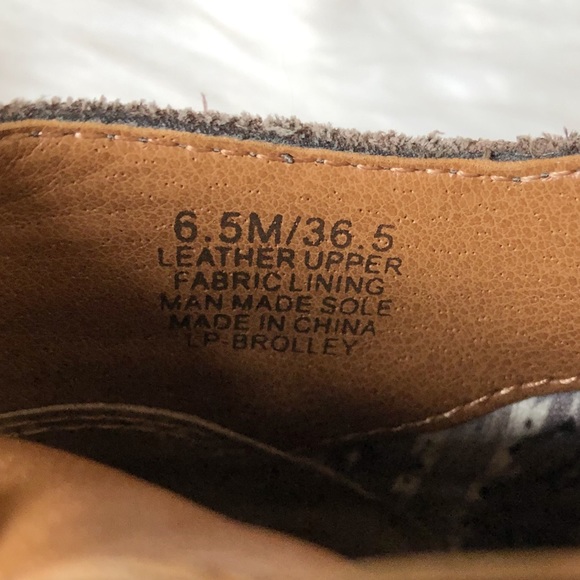 6.5M/36.5
LEATHER UPPER
FABRIC LINING
MAN MADE SOLE
MADE IN CHINA
LP-BROLLEY